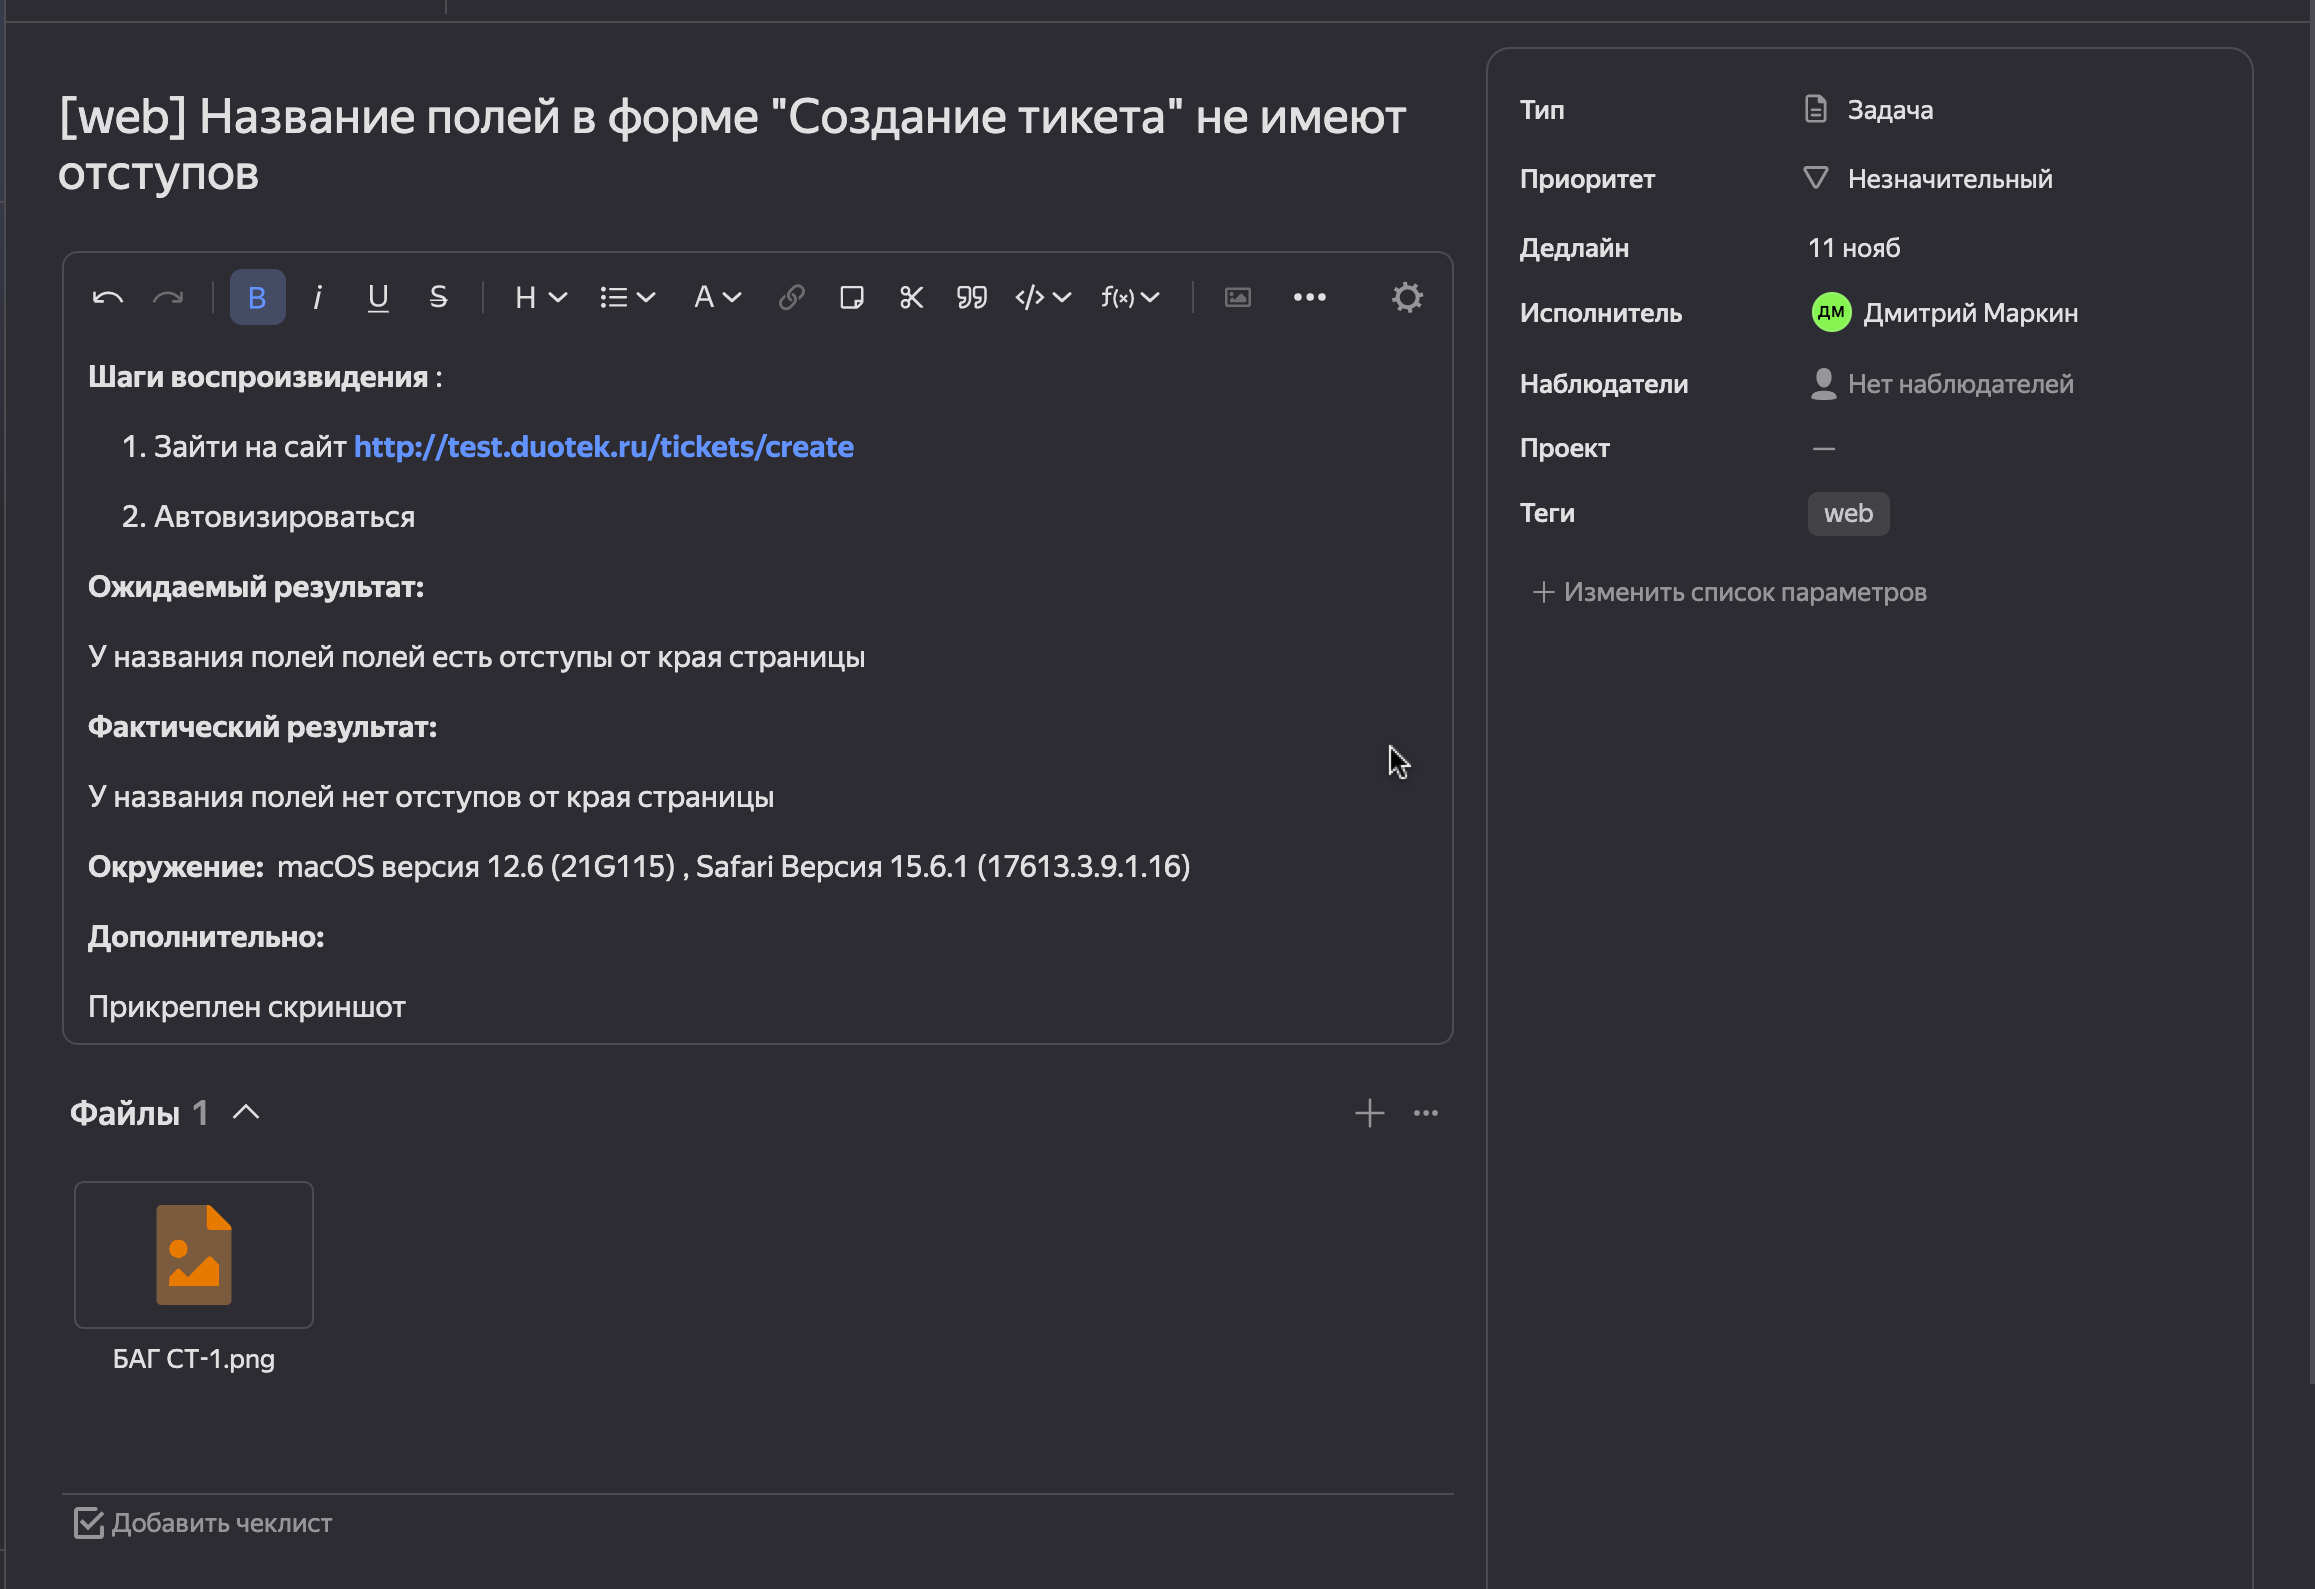 [web] Название полей в форме "Создание тикета" не имеют
отступов
B i U S H A </> f(x)
Шаги воспроизвидения :
1. Зайти на сайт http://test.duotek.ru/tickets/create
2. Автовизироваться
Ожидаемый результат:
У названия полей полей есть отступы от края страницы
Фактический результат:
У названия полей нет отступов от края страницы
Окружение: macOS версия 12.6 (21G115) , Safari Версия 15.6.1 (17613.3.9.1.16)
Дополнительно:
Прикреплен скриншот
Файлы 1
БАГ СТ-1.png
Добавить чеклист
Тип Задача
Приоритет Незначительный
Дедлайн 11 нояб
Исполнитель ДМ Дмитрий Маркин
Наблюдатели Нет наблюдателей
Проект —
Теги web
+ Изменить список параметров